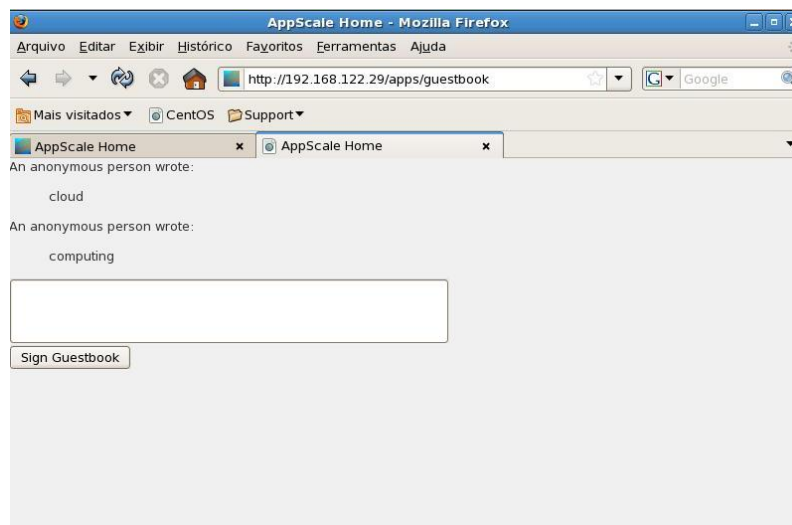 AppScale Home - Mozilla Firefox
Arquivo Editar Exibir Histórico Favoritos Ferramentas Ajuda
http://192.168.122.29/apps/guestbook G Google
Mais visitados CentOS Support
AppScale Home AppScale Home
An anonymous person wrote:
cloud
An anonymous person wrote:
computing
Sign Guestbook